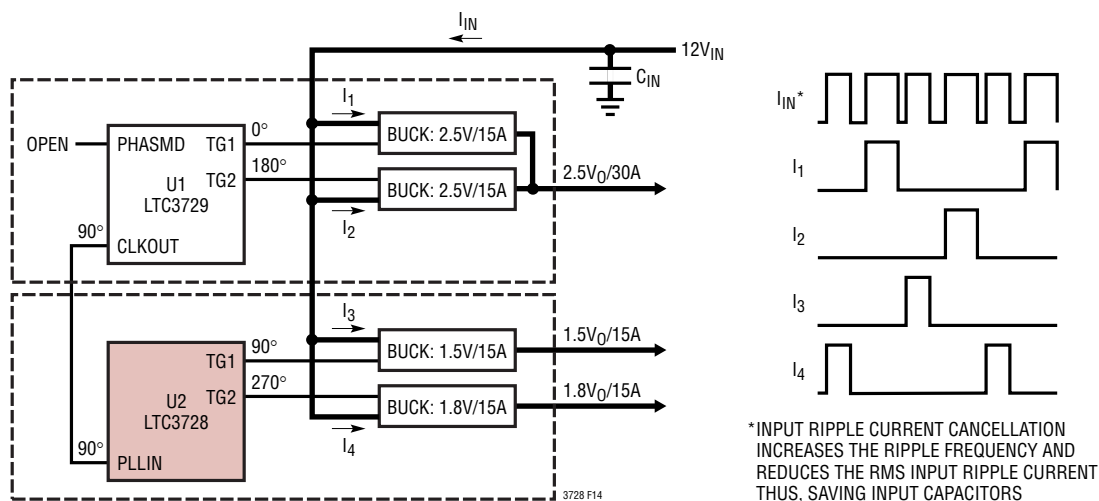 I_IN
12V_IN
C_IN
I_1
BUCK: 2.5V/15A
OPEN
PHASMD
TG1
0°
U1
LTC3729
TG2
180°
BUCK: 2.5V/15A
2.5V_O/30A
I_2
90°
CLKOUT
I_3
BUCK: 1.5V/15A
1.5V_O/15A
TG1
90°
U2
LTC3728
TG2
270°
BUCK: 1.8V/15A
1.8V_O/15A
I_4
90°
PLLIN
3728 F14
I_IN*
I_1
I_2
I_3
I_4
*INPUT RIPPLE CURRENT CANCELLATION
INCREASES THE RIPPLE FREQUENCY AND
REDUCES THE RMS INPUT RIPPLE CURRENT
THUS, SAVING INPUT CAPACITORS